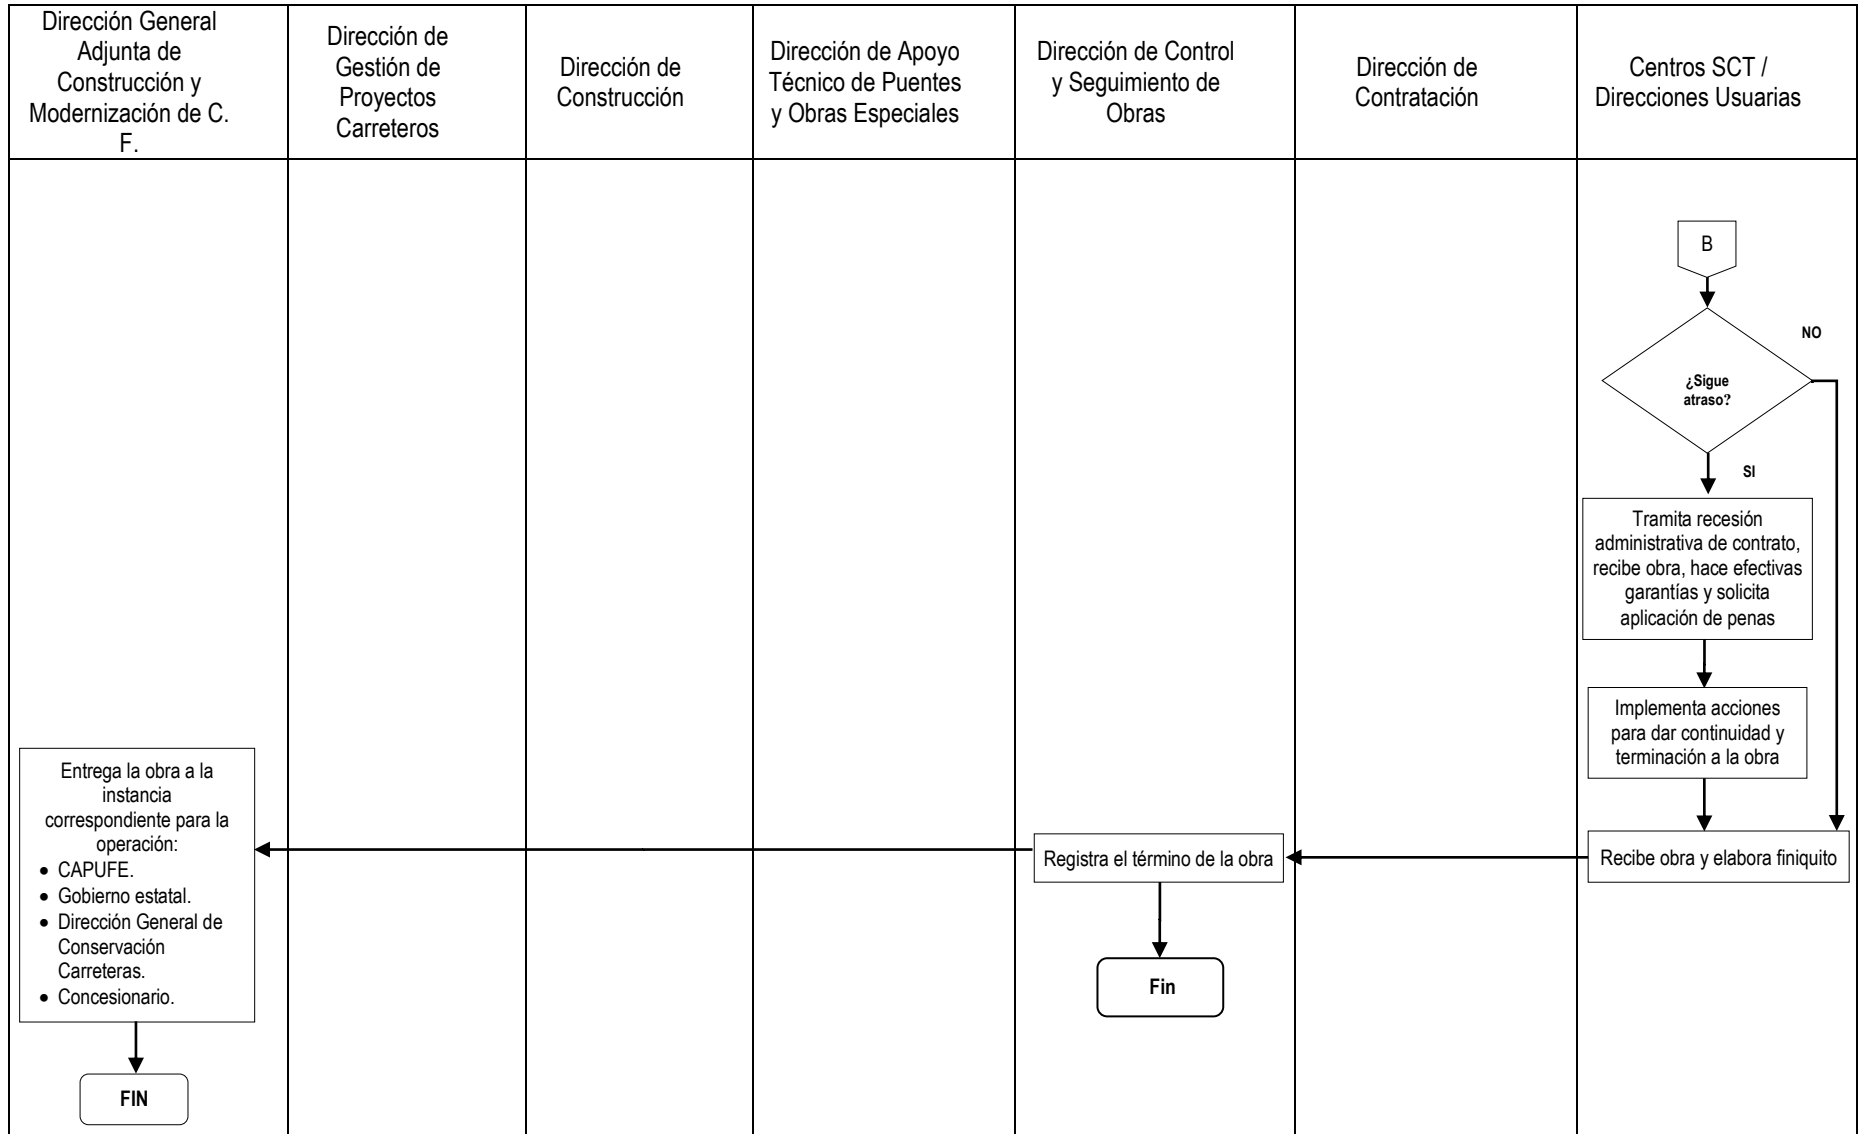 Dirección General
Adjunta de
Construcción y
Modernización de C.
F.
Dirección de
Gestión de
Proyectos
Carreteros
Dirección de
Construcción
Dirección de Apoyo
Técnico de Puentes
y Obras Especiales
Dirección de Control
y Seguimiento de
Obras
Dirección de
Contratación
Centros SCT /
Direcciones Usuarias
B
NO
¿Sigue
atraso?
SI
Tramita recesión
administrativa de contrato,
recibe obra, hace efectivas
garantías y solicita
aplicación de penas
Implementa acciones
para dar continuidad y
terminación a la obra
Recibe obra y elabora finiquito
Registra el término de la obra
Fin
Entrega la obra a la
instancia
correspondiente para la
operación:
• CAPUFE.
• Gobierno estatal.
• Dirección General de
Conservación
Carreteras.
• Concesionario.
FIN